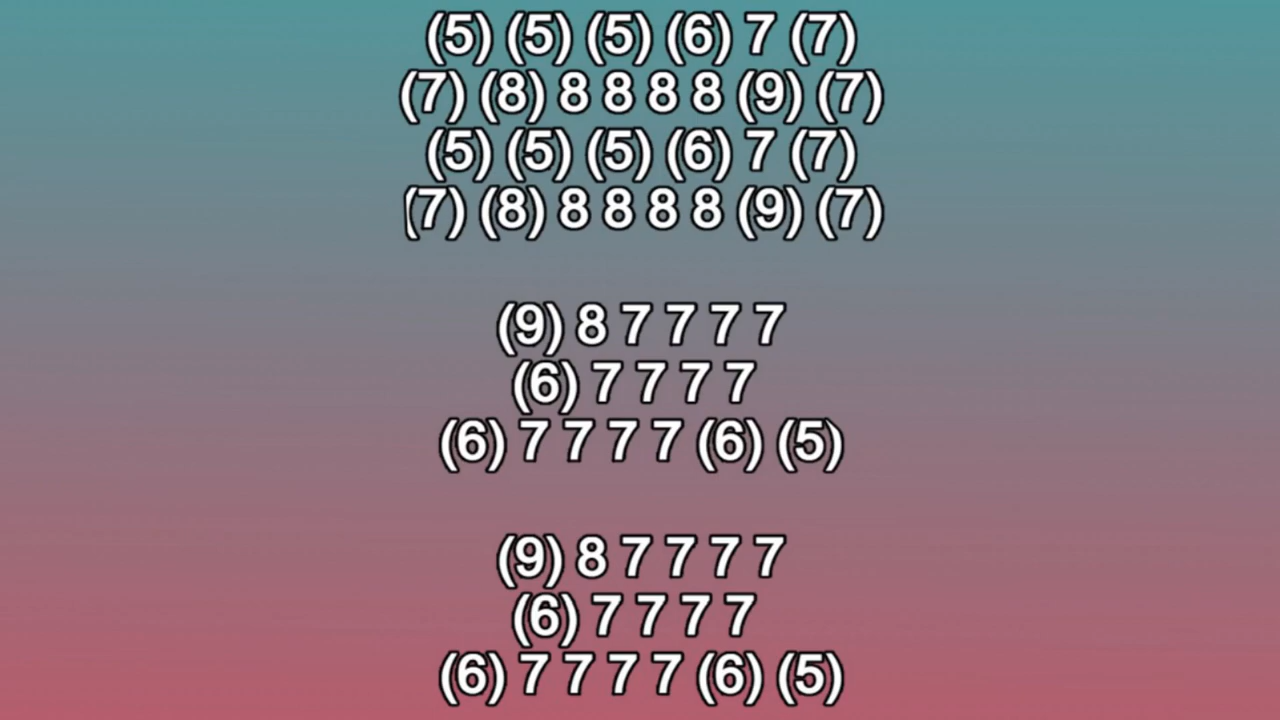 (5) (5) (5) (6) 7 (7)
(7) (8) 8 8 8 8 (9) (7)
(5) (5) (5) (6) 7 (7)
(7) (8) 8 8 8 8 (9) (7)
(9) 8 7 7 7 7
(6) 7 7 7 7
(6) 7 7 7 7 (6) (5)
(9) 8 7 7 7 7
(6) 7 7 7 7
(6) 7 7 7 7 (6) (5)